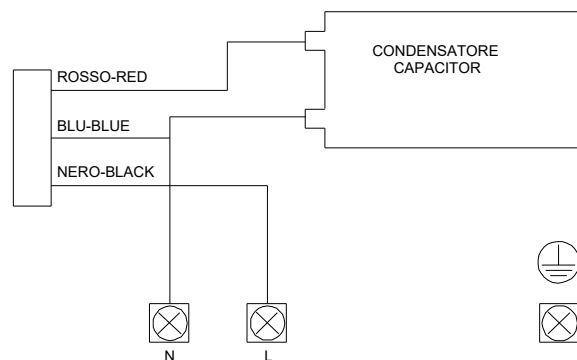 CONDENSATORE
CAPACITOR
ROSSO-RED
BLU-BLUE
NERO-BLACK
N
L